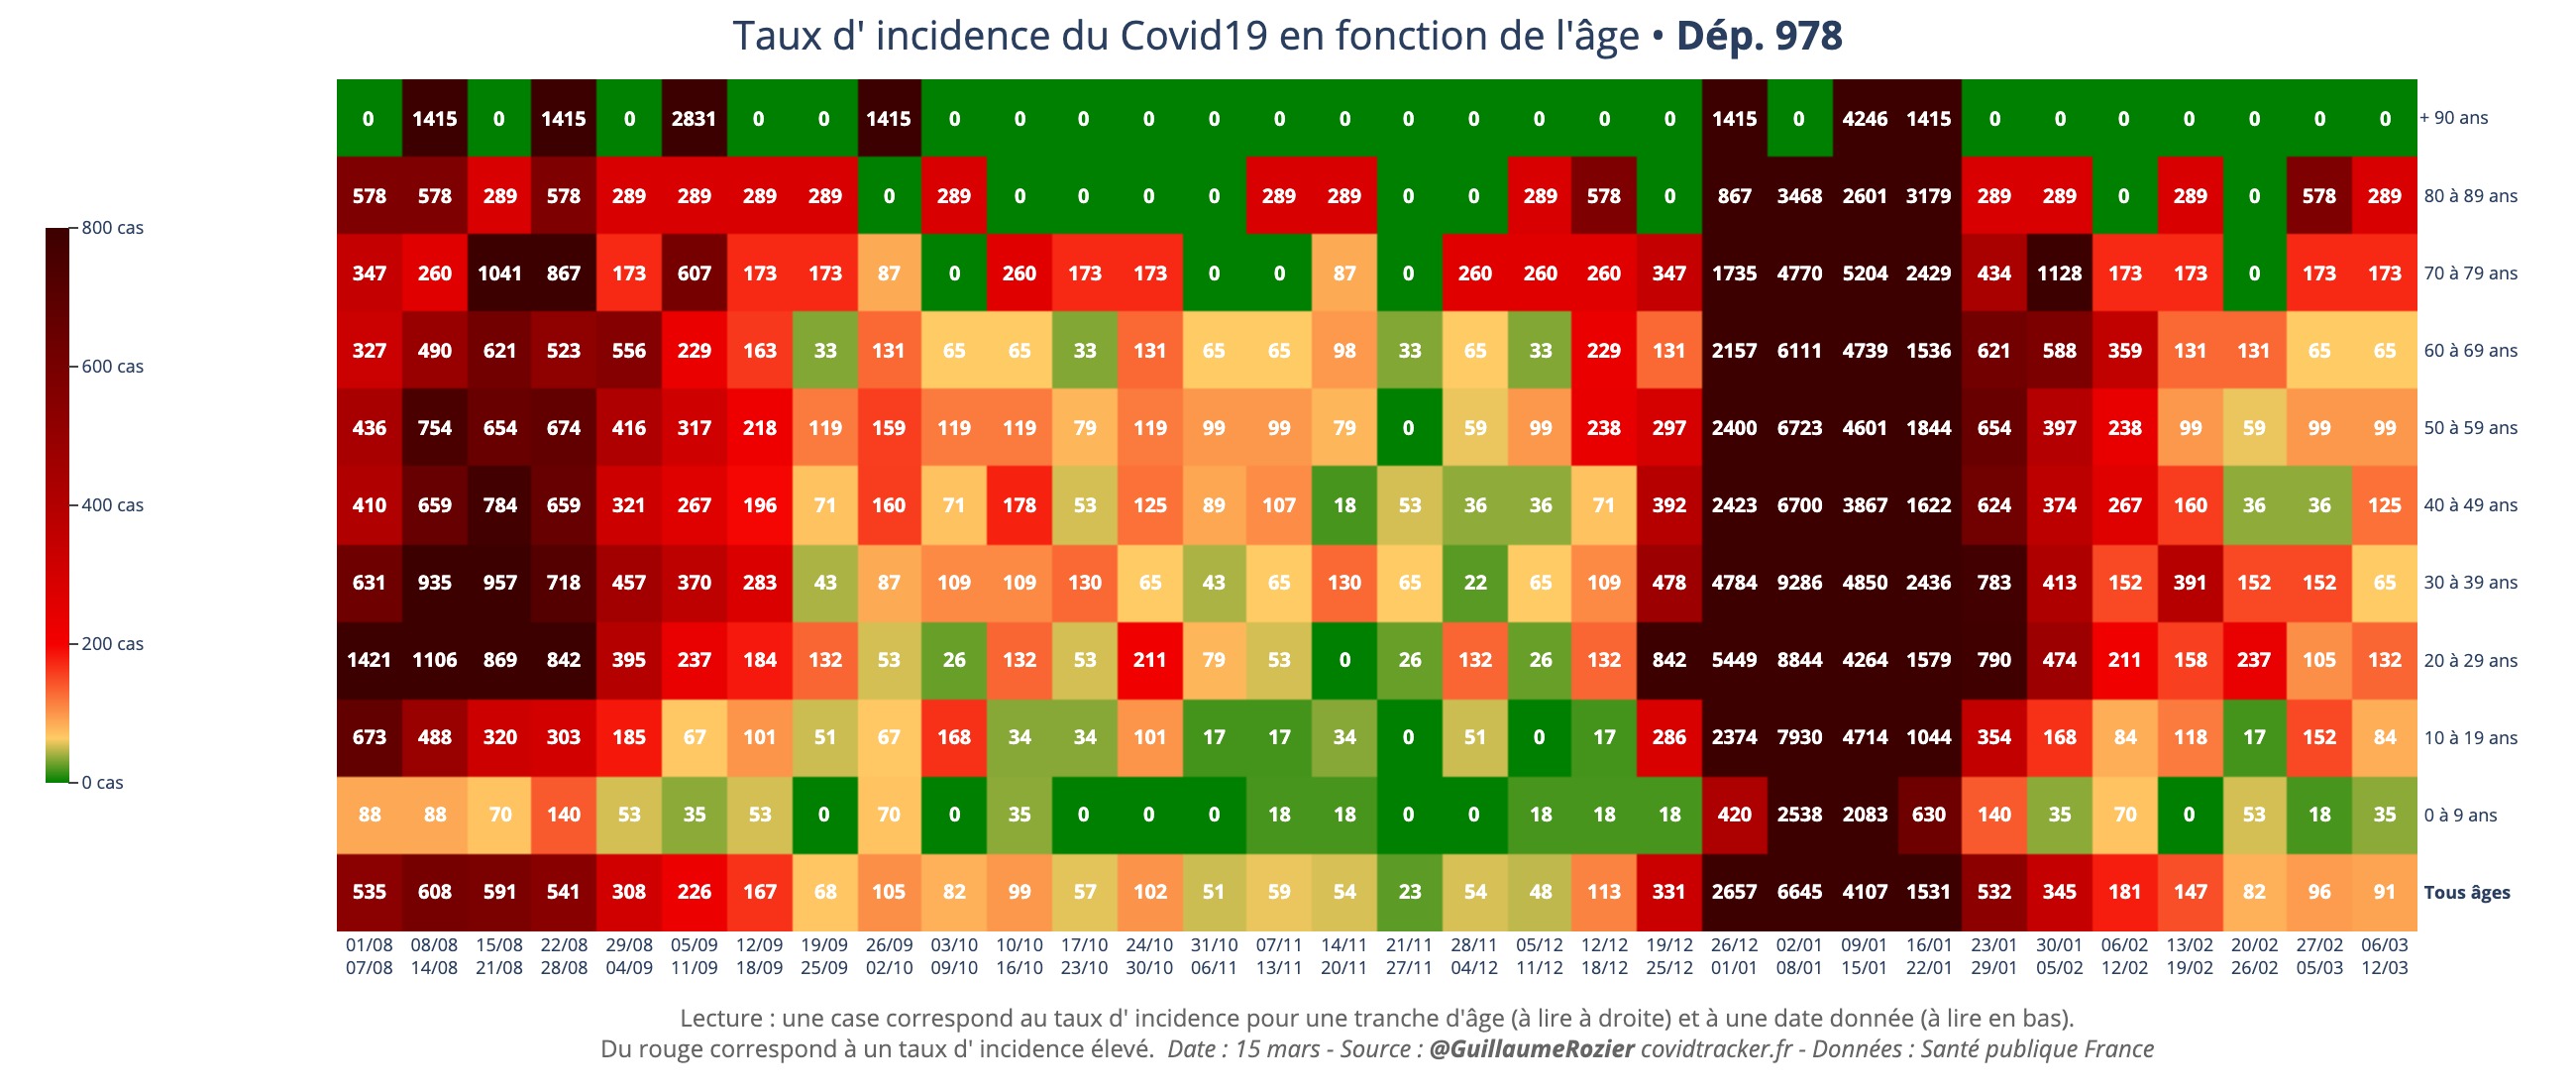 Taux d' incidence du Covid19 en fonction de l'âge • Dép. 978
0 1415 0 1415 0 2831 0 0 1415 0 0 0 0 0 0 0 0 0 0 0 0 1415 0 4246 1415 0 0 0 0 0 0 0 + 90 ans
578 578 289 578 289 289 289 289 0 289 0 0 0 0 289 289 0 0 289 578 0 867 3468 2601 3179 289 289 0 289 0 578 289 80 à 89 ans
800 cas
347 260 1041 867 173 607 173 173 87 0 260 173 173 0 0 87 0 260 260 260 347 1735 4770 5204 2429 434 1128 173 173 0 173 173 70 à 79 ans
327 490 621 523 556 229 163 33 131 65 65 33 131 65 65 98 33 65 33 229 131 2157 6111 4739 1536 621 588 359 131 131 65 65 60 à 69 ans
600 cas
436 754 654 674 416 317 218 119 159 119 119 79 119 99 99 79 0 59 99 238 297 2400 6723 4601 1844 654 397 238 99 59 99 99 50 à 59 ans
400 cas
410 659 784 659 321 267 196 71 160 71 178 53 125 89 107 18 53 36 36 71 392 2423 6700 3867 1622 624 374 267 160 36 36 125 40 à 49 ans
631 935 957 718 457 370 283 43 87 109 109 130 65 43 65 130 65 22 65 109 478 4784 9286 4850 2436 783 413 152 391 152 152 65 30 à 39 ans
200 cas
1421 1106 869 842 395 237 184 132 53 26 132 53 211 79 53 0 26 132 26 132 842 5449 8844 4264 1579 790 474 211 158 237 105 132 20 à 29 ans
673 488 320 303 185 67 101 51 67 168 34 34 101 17 17 34 0 51 0 17 286 2374 7930 4714 1044 354 168 84 118 17 152 84 10 à 19 ans
0 cas
88 88 70 140 53 35 53 0 70 0 35 0 0 0 18 18 0 0 18 18 18 420 2538 2083 630 140 35 70 0 53 18 35 0 à 9 ans
535 608 591 541 308 226 167 68 105 82 99 57 102 51 59 54 23 54 48 113 331 2657 6645 4107 1531 532 345 181 147 82 96 91 Tous âges
01/08 08/08 15/08 22/08 29/08 05/09 12/09 19/09 26/09 03/10 10/10 17/10 24/10 31/10 07/11 14/11 21/11 28/11 05/12 12/12 19/12 26/12 02/01 09/01 16/01 23/01 30/01 06/02 13/02 20/02 27/02 06/03
07/08 14/08 21/08 28/08 04/09 11/09 18/09 25/09 02/10 09/10 16/10 23/10 30/10 06/11 13/11 20/11 27/11 04/12 11/12 18/12 25/12 01/01 08/01 15/01 22/01 29/01 05/02 12/02 19/02 26/02 05/03 12/03
Lecture : une case correspond au taux d' incidence pour une tranche d'âge (à lire à droite) et à une date donnée (à lire en bas).
Du rouge correspond à un taux d' incidence élevé. Date : 15 mars - Source : @GuillaumeRozier covidtracker.fr - Données : Santé publique France